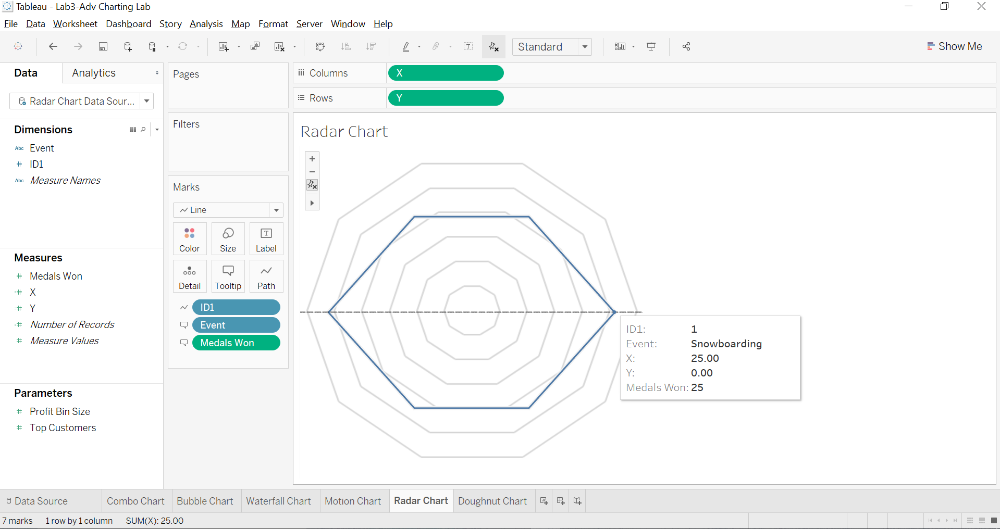 Tableau - Lab3-Adv Charting Lab
File Data Worksheet Dashboard Story Analysis Map Format Server Window Help
Standard
Show Me
Data Analytics
Radar Chart Data Sour...
Dimensions
Abc Event
# ID1
Abc Measure Names
Measures
# Medals Won
=# X
=# Y
=# Number of Records
# Measure Values
Parameters
# Profit Bin Size
# Top Customers
Pages
Filters
Marks
Line
Color Size T Label
Detail Tooltip Path
ID1
Event
Medals Won
iii Columns X
Rows Y
Radar Chart
ID1: 1
Event: Snowboarding
X: 25.00
Y: 0.00
Medals Won: 25
Data Source Combo Chart Bubble Chart Waterfall Chart Motion Chart Radar Chart Doughnut Chart
7 marks 1 row by 1 column SUM(X): 25.00